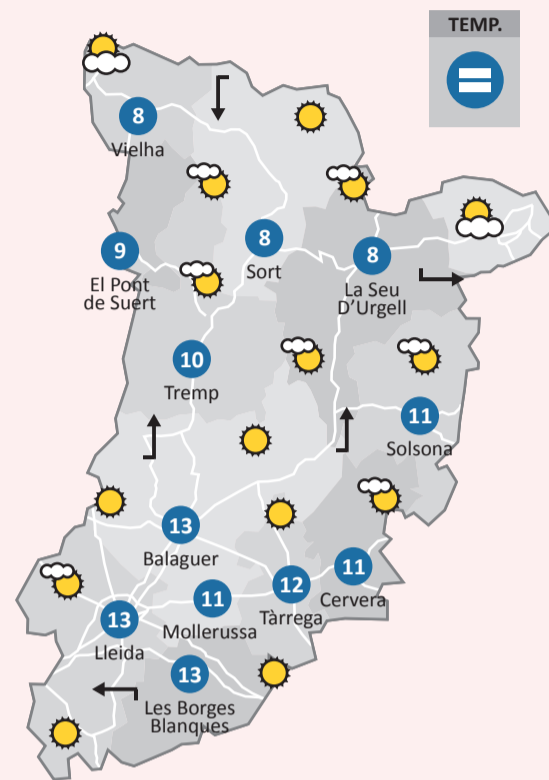 TEMP.
8
Vielha
9
El Pont
de Suert
8
Sort
8
La Seu
D'Urgell
10
Tremp
11
Solsona
13
Balaguer
11
Cervera
12
Tàrrega
11
Mollerussa
13
Lleida
13
Les Borges
Blanques